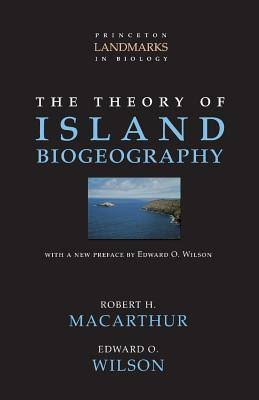 PRINCETON
LANDMARKS
IN BIOLOGY
THE THEORY OF
ISLAND
BIOGEOGRAPHY
WITH A NEW PREFACE BY EDWARD O. WILSON
ROBERT H.
MACARTHUR
EDWARD O.
WILSON